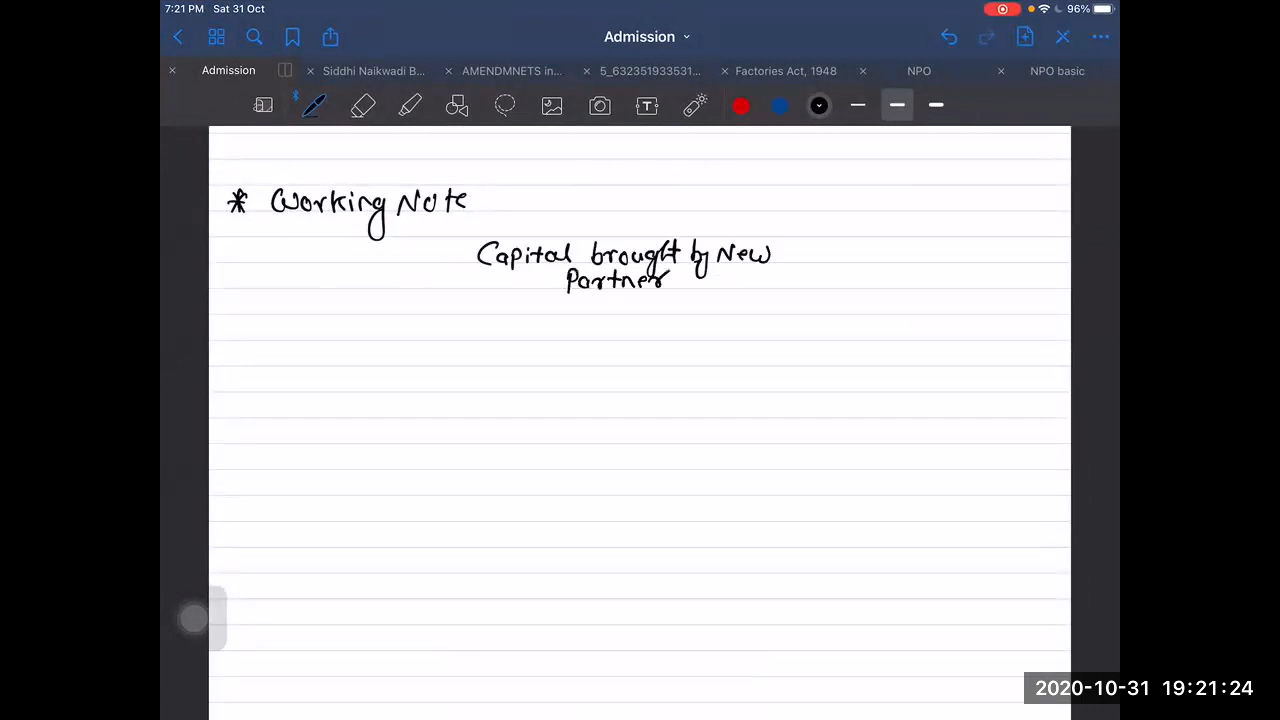 7:21 PM Sat 31 Oct 96%
Admission
Admission Siddhi Naikwadi B... AMENDMNETS in... 5_632351933531... Factories Act, 1948 NPO NPO basic
T
* Working Note
Capital brought by New
Partner
2020-10-31 19:21:24